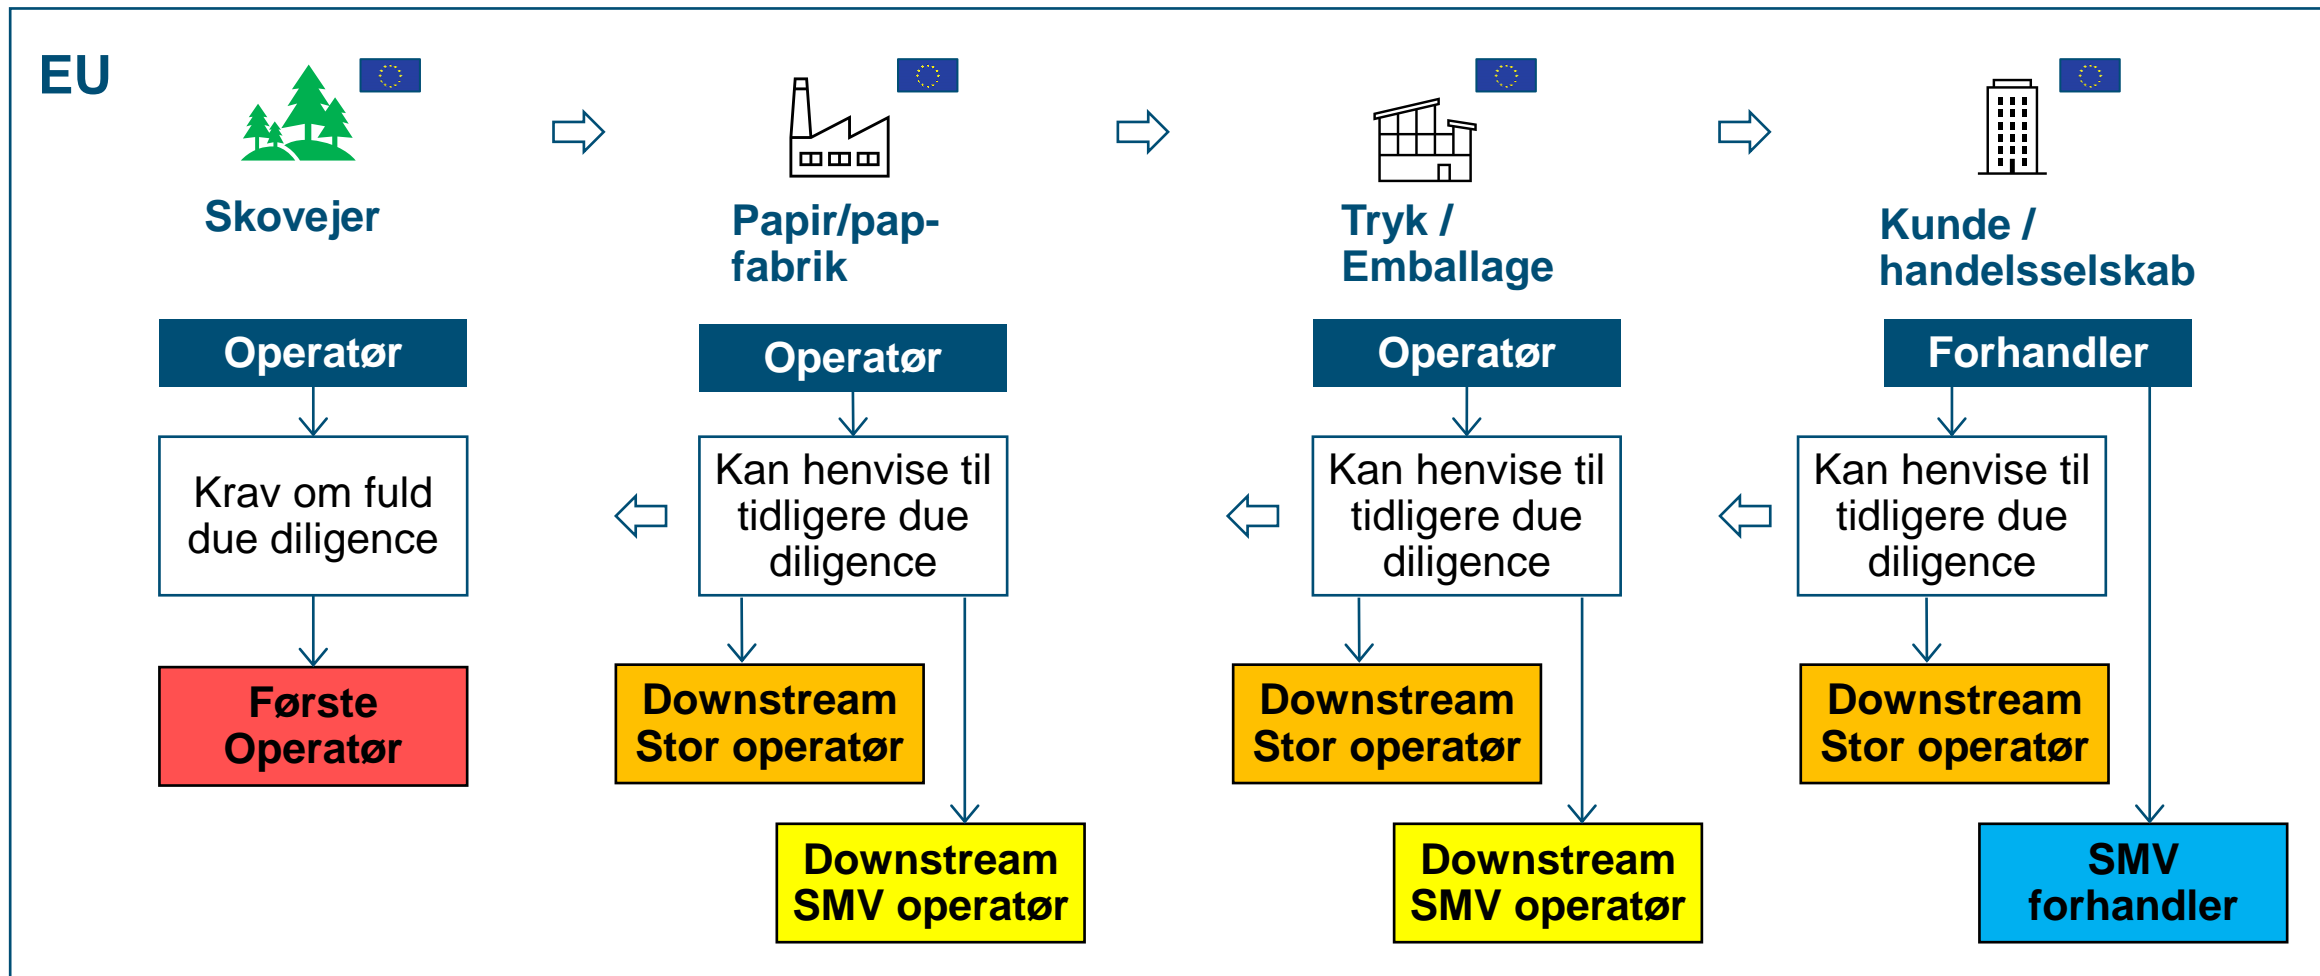 EU
Skovejer
Papir/pap-
fabrik
Tryk /
Emballage
Kunde /
handelsselskab
Operatør
Operatør
Operatør
Forhandler
Krav om fuld
due diligence
Kan henvise til
tidligere due
diligence
Kan henvise til
tidligere due
diligence
Kan henvise til
tidligere due
diligence
Første
Operatør
Downstream
Stor operatør
Downstream
Stor operatør
Downstream
Stor operatør
Downstream
SMV operatør
Downstream
SMV operatør
SMV
forhandler